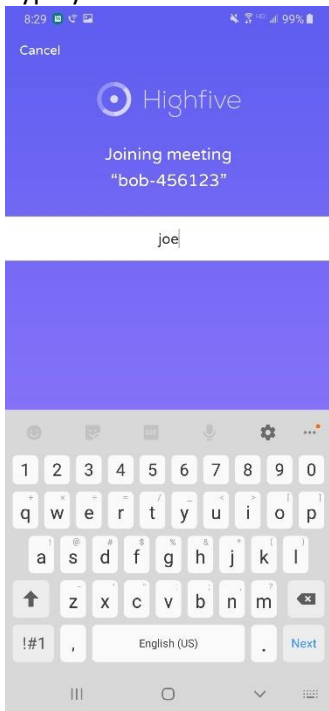 8:29 99%
Cancel
Highfive
Joining meeting
“bob-456123”
joe
1 2 3 4 5 6 7 8 9 0
q w e r t y u i o p
a s d f g h j k l
z x c v b n m
!#1 , English (US) . Next